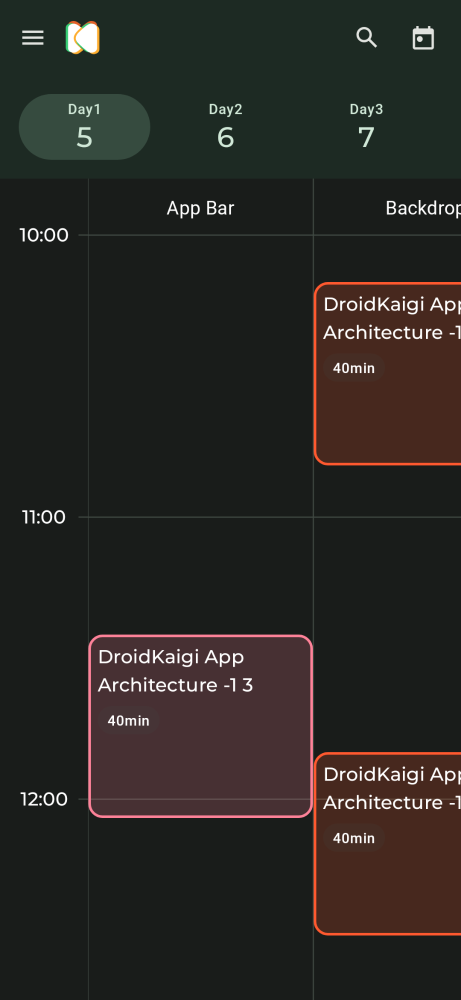 Day1
5
Day2
6
Day3
7
App Bar
Backdrop
10:00
DroidKaigi App
Architecture -1
40min
11:00
DroidKaigi App
Architecture -1 3
40min
12:00
DroidKaigi App
Architecture -1
40min